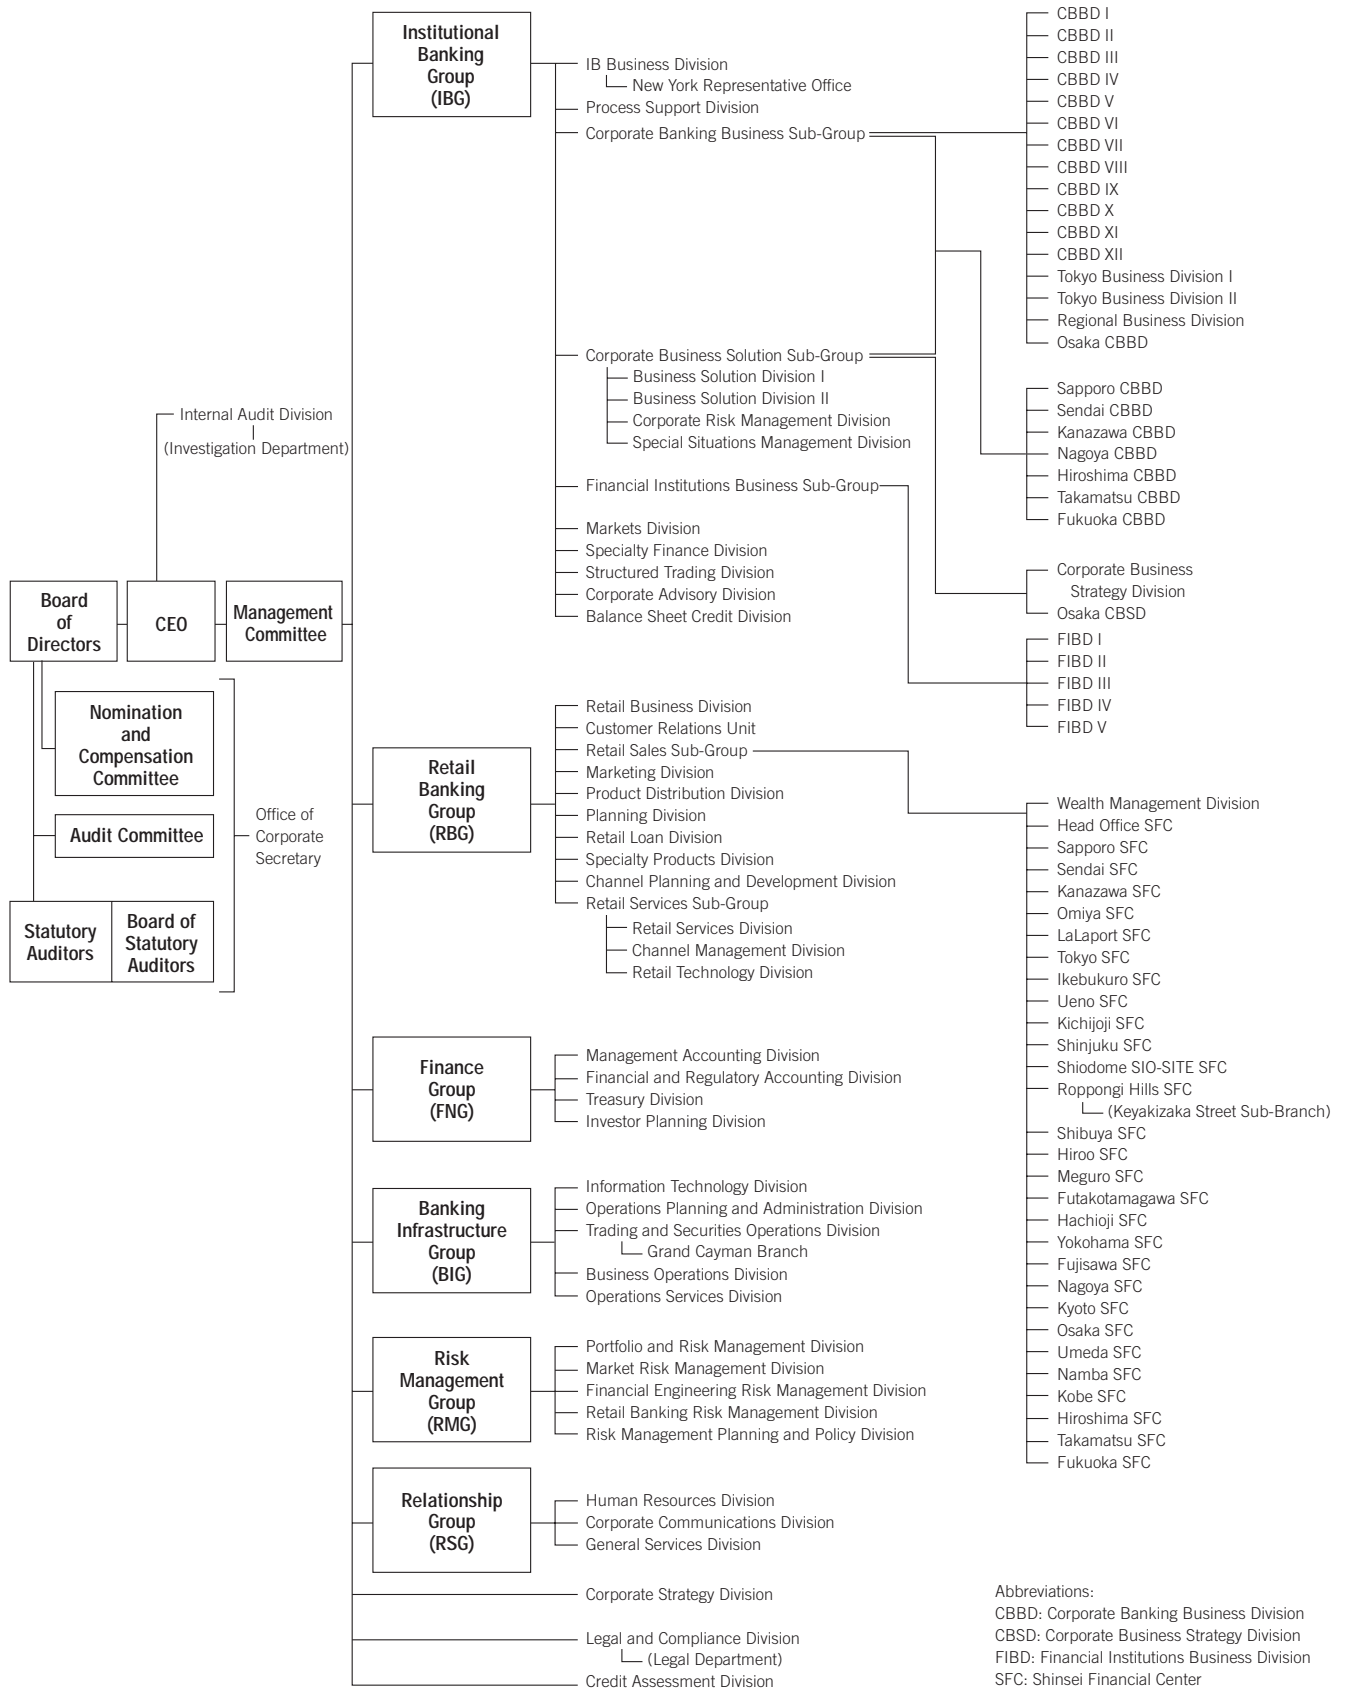 Institutional
Banking
Group
(IBG)
IB Business Division
New York Representative Office
Process Support Division
Corporate Banking Business Sub-Group
CBBD I
CBBD II
CBBD III
CBBD IV
CBBD V
CBBD VI
CBBD VII
CBBD VIII
CBBD IX
CBBD X
CBBD XI
CBBD XII
Tokyo Business Division I
Tokyo Business Division II
Regional Business Division
Osaka CBBD
Corporate Business Solution Sub-Group
Business Solution Division I
Business Solution Division II
Corporate Risk Management Division
Special Situations Management Division
Sapporo CBBD
Sendai CBBD
Kanazawa CBBD
Nagoya CBBD
Hiroshima CBBD
Takamatsu CBBD
Fukuoka CBBD
Internal Audit Division
(Investigation Department)
Financial Institutions Business Sub-Group
Markets Division
Specialty Finance Division
Structured Trading Division
Corporate Advisory Division
Balance Sheet Credit Division
Corporate Business
Strategy Division
Osaka CBSD
FIBD I
FIBD II
FIBD III
FIBD IV
FIBD V
Board
of
Directors
CEO
Management
Committee
Nomination
and
Compensation
Committee
Audit Committee
Statutory
Auditors
Board of
Statutory
Auditors
Office of
Corporate
Secretary
Retail
Banking
Group
(RBG)
Retail Business Division
Customer Relations Unit
Retail Sales Sub-Group
Marketing Division
Product Distribution Division
Planning Division
Retail Loan Division
Specialty Products Division
Channel Planning and Development Division
Retail Services Sub-Group
Retail Services Division
Channel Management Division
Retail Technology Division
Wealth Management Division
Head Office SFC
Sapporo SFC
Sendai SFC
Kanazawa SFC
Omiya SFC
LaLaport SFC
Tokyo SFC
Ikebukuro SFC
Ueno SFC
Kichijoji SFC
Shinjuku SFC
Shiodome SIO-SITE SFC
Roppongi Hills SFC
(Keyakizaka Street Sub-Branch)
Shibuya SFC
Hiroo SFC
Meguro SFC
Futakotamagawa SFC
Hachioji SFC
Yokohama SFC
Fujisawa SFC
Nagoya SFC
Kyoto SFC
Osaka SFC
Umeda SFC
Namba SFC
Kobe SFC
Hiroshima SFC
Takamatsu SFC
Fukuoka SFC
Finance
Group
(FNG)
Management Accounting Division
Financial and Regulatory Accounting Division
Treasury Division
Investor Planning Division
Banking
Infrastructure
Group
(BIG)
Information Technology Division
Operations Planning and Administration Division
Trading and Securities Operations Division
Grand Cayman Branch
Business Operations Division
Operations Services Division
Risk
Management
Group
(RMG)
Portfolio and Risk Management Division
Market Risk Management Division
Financial Engineering Risk Management Division
Retail Banking Risk Management Division
Risk Management Planning and Policy Division
Relationship
Group
(RSG)
Human Resources Division
Corporate Communications Division
General Services Division
Corporate Strategy Division
Legal and Compliance Division
(Legal Department)
Credit Assessment Division
Abbreviations:
CBBD: Corporate Banking Business Division
CBSD: Corporate Business Strategy Division
FIBD: Financial Institutions Business Division
SFC: Shinsei Financial Center